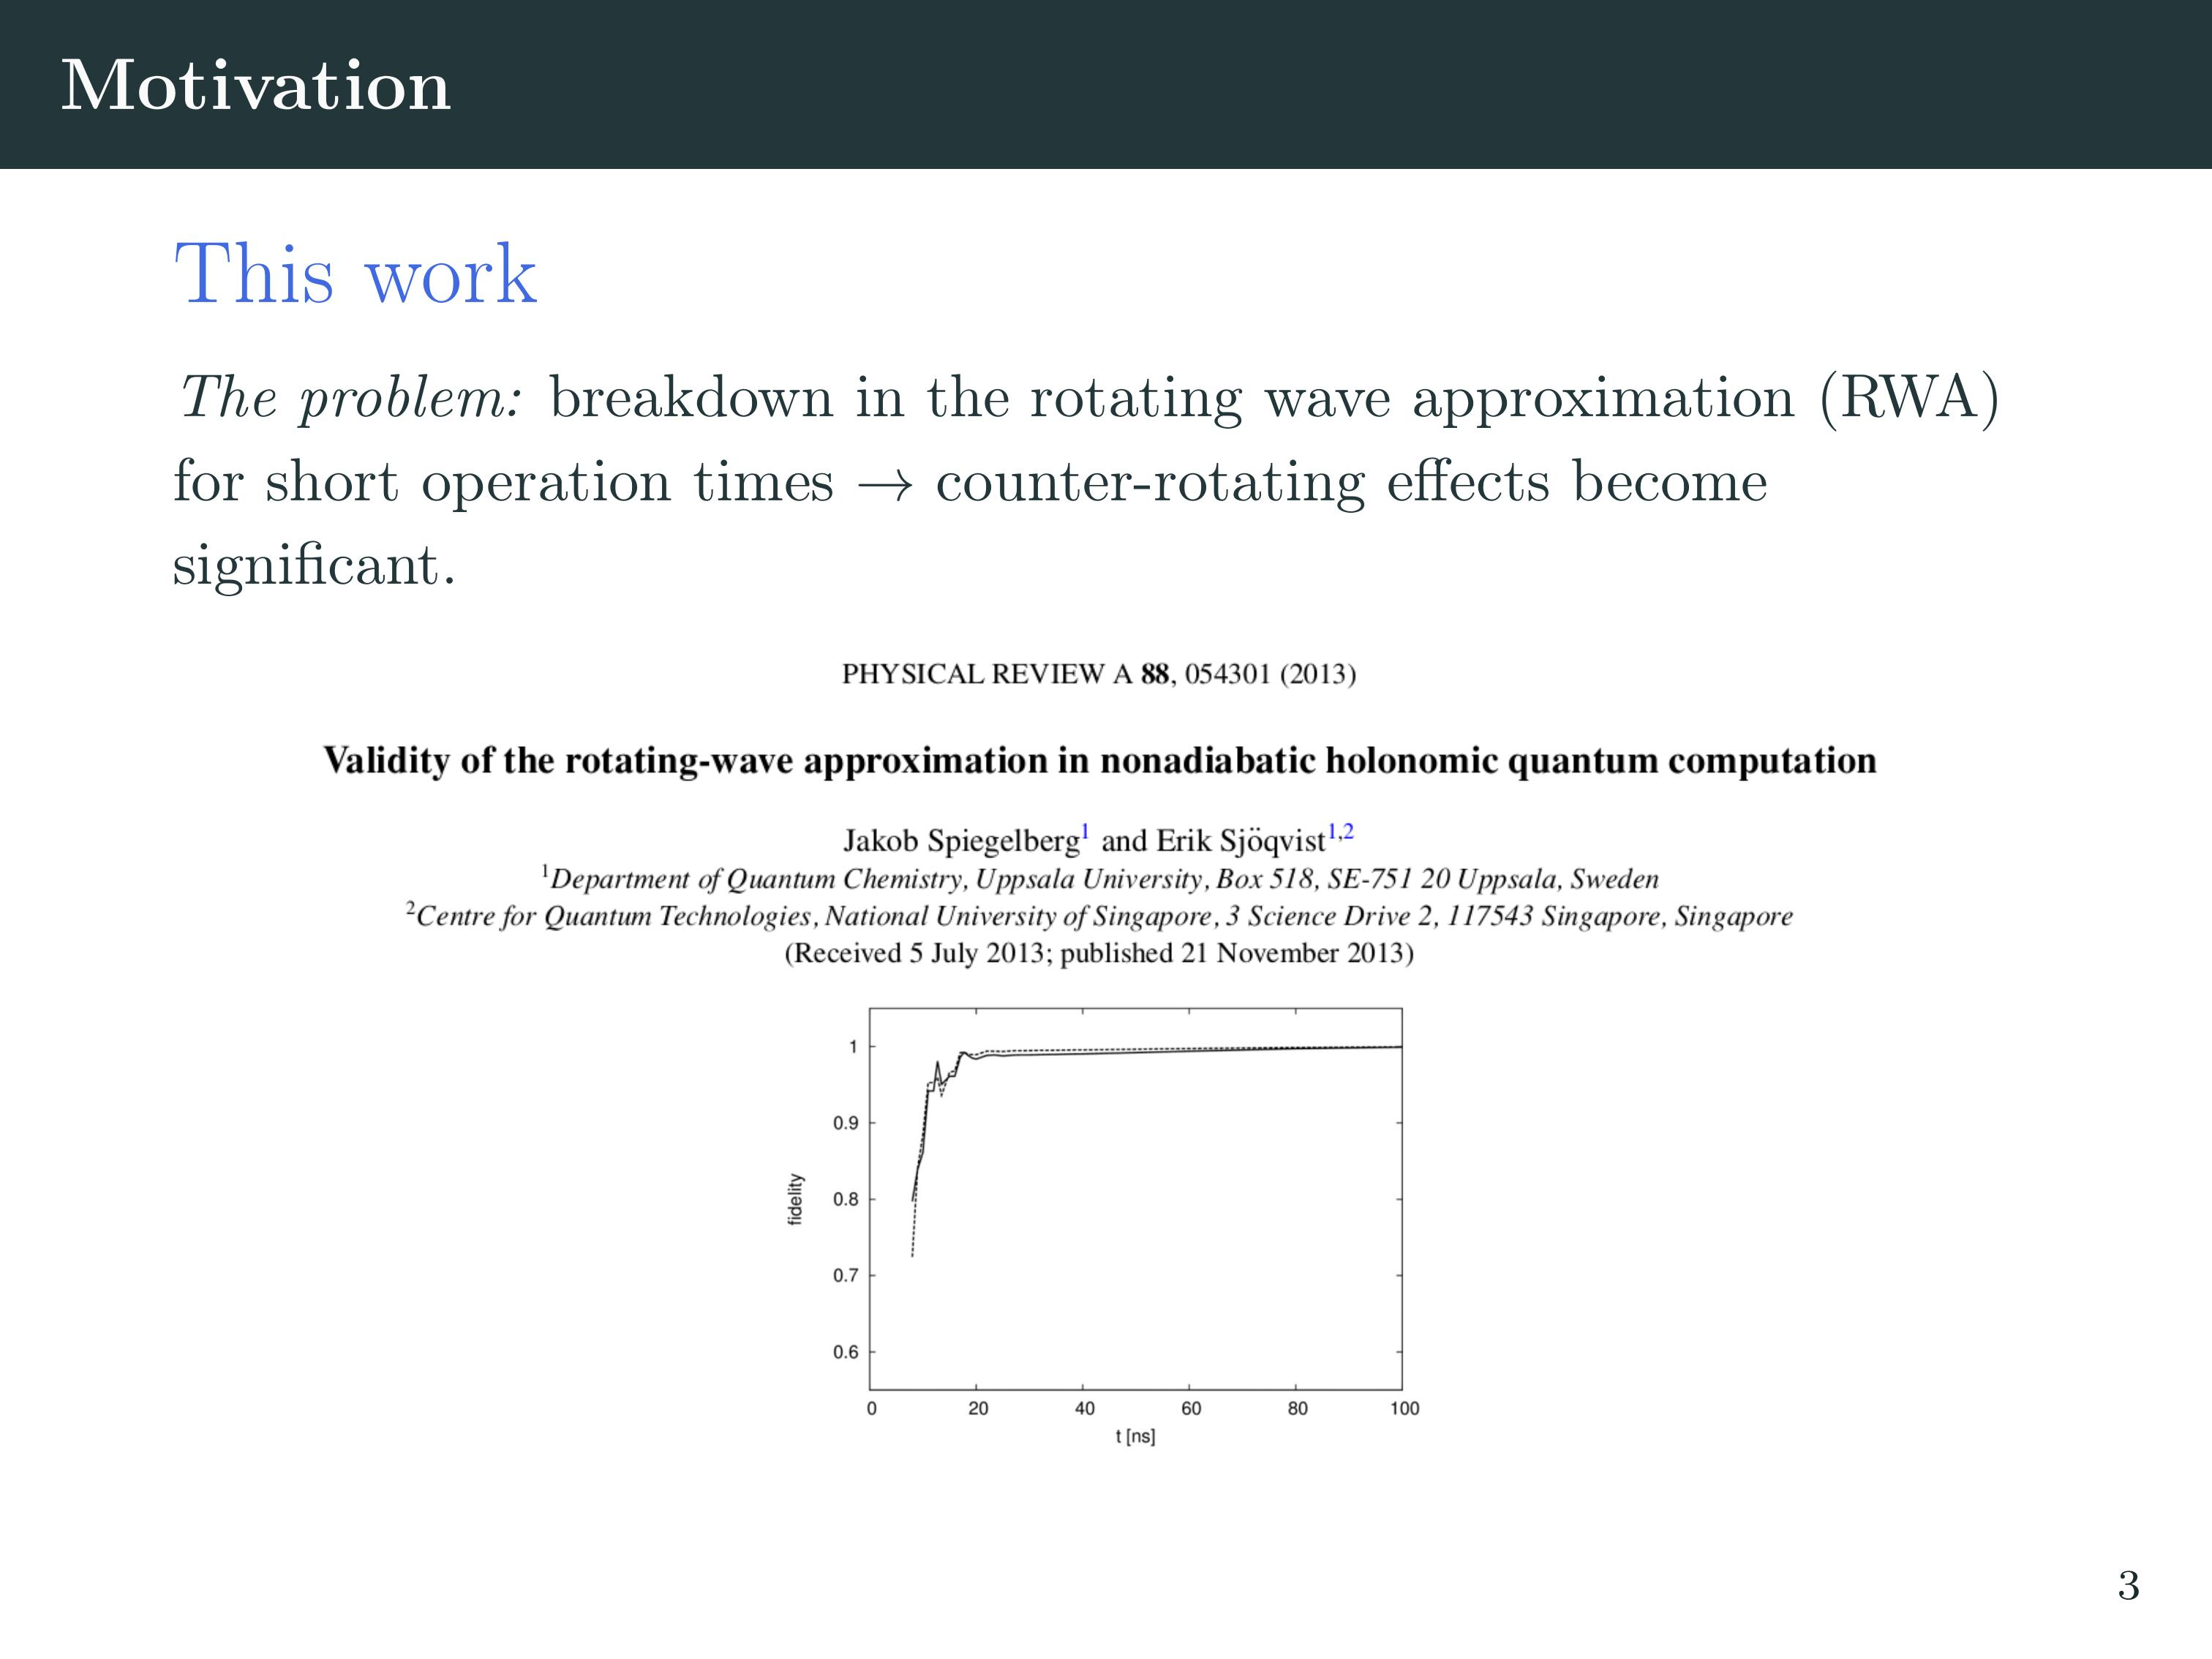 Motivation
This work
The problem: breakdown in the rotating wave approximation (RWA)
for short operation times → counter-rotating effects become
significant.
PHYSICAL REVIEW A 88, 054301 (2013)
Validity of the rotating-wave approximation in nonadiabatic holonomic quantum computation
Jakob Spiegelberg1 and Erik Sjöqvist1,2
1Department of Quantum Chemistry, Uppsala University, Box 518, SE-751 20 Uppsala, Sweden
2Centre for Quantum Technologies, National University of Singapore, 3 Science Drive 2, 117543 Singapore, Singapore
(Received 5 July 2013; published 21 November 2013)
1
0.9
0.8
0.7
0.6
fidelity
0 20 40 60 80 100
t [ns]
3